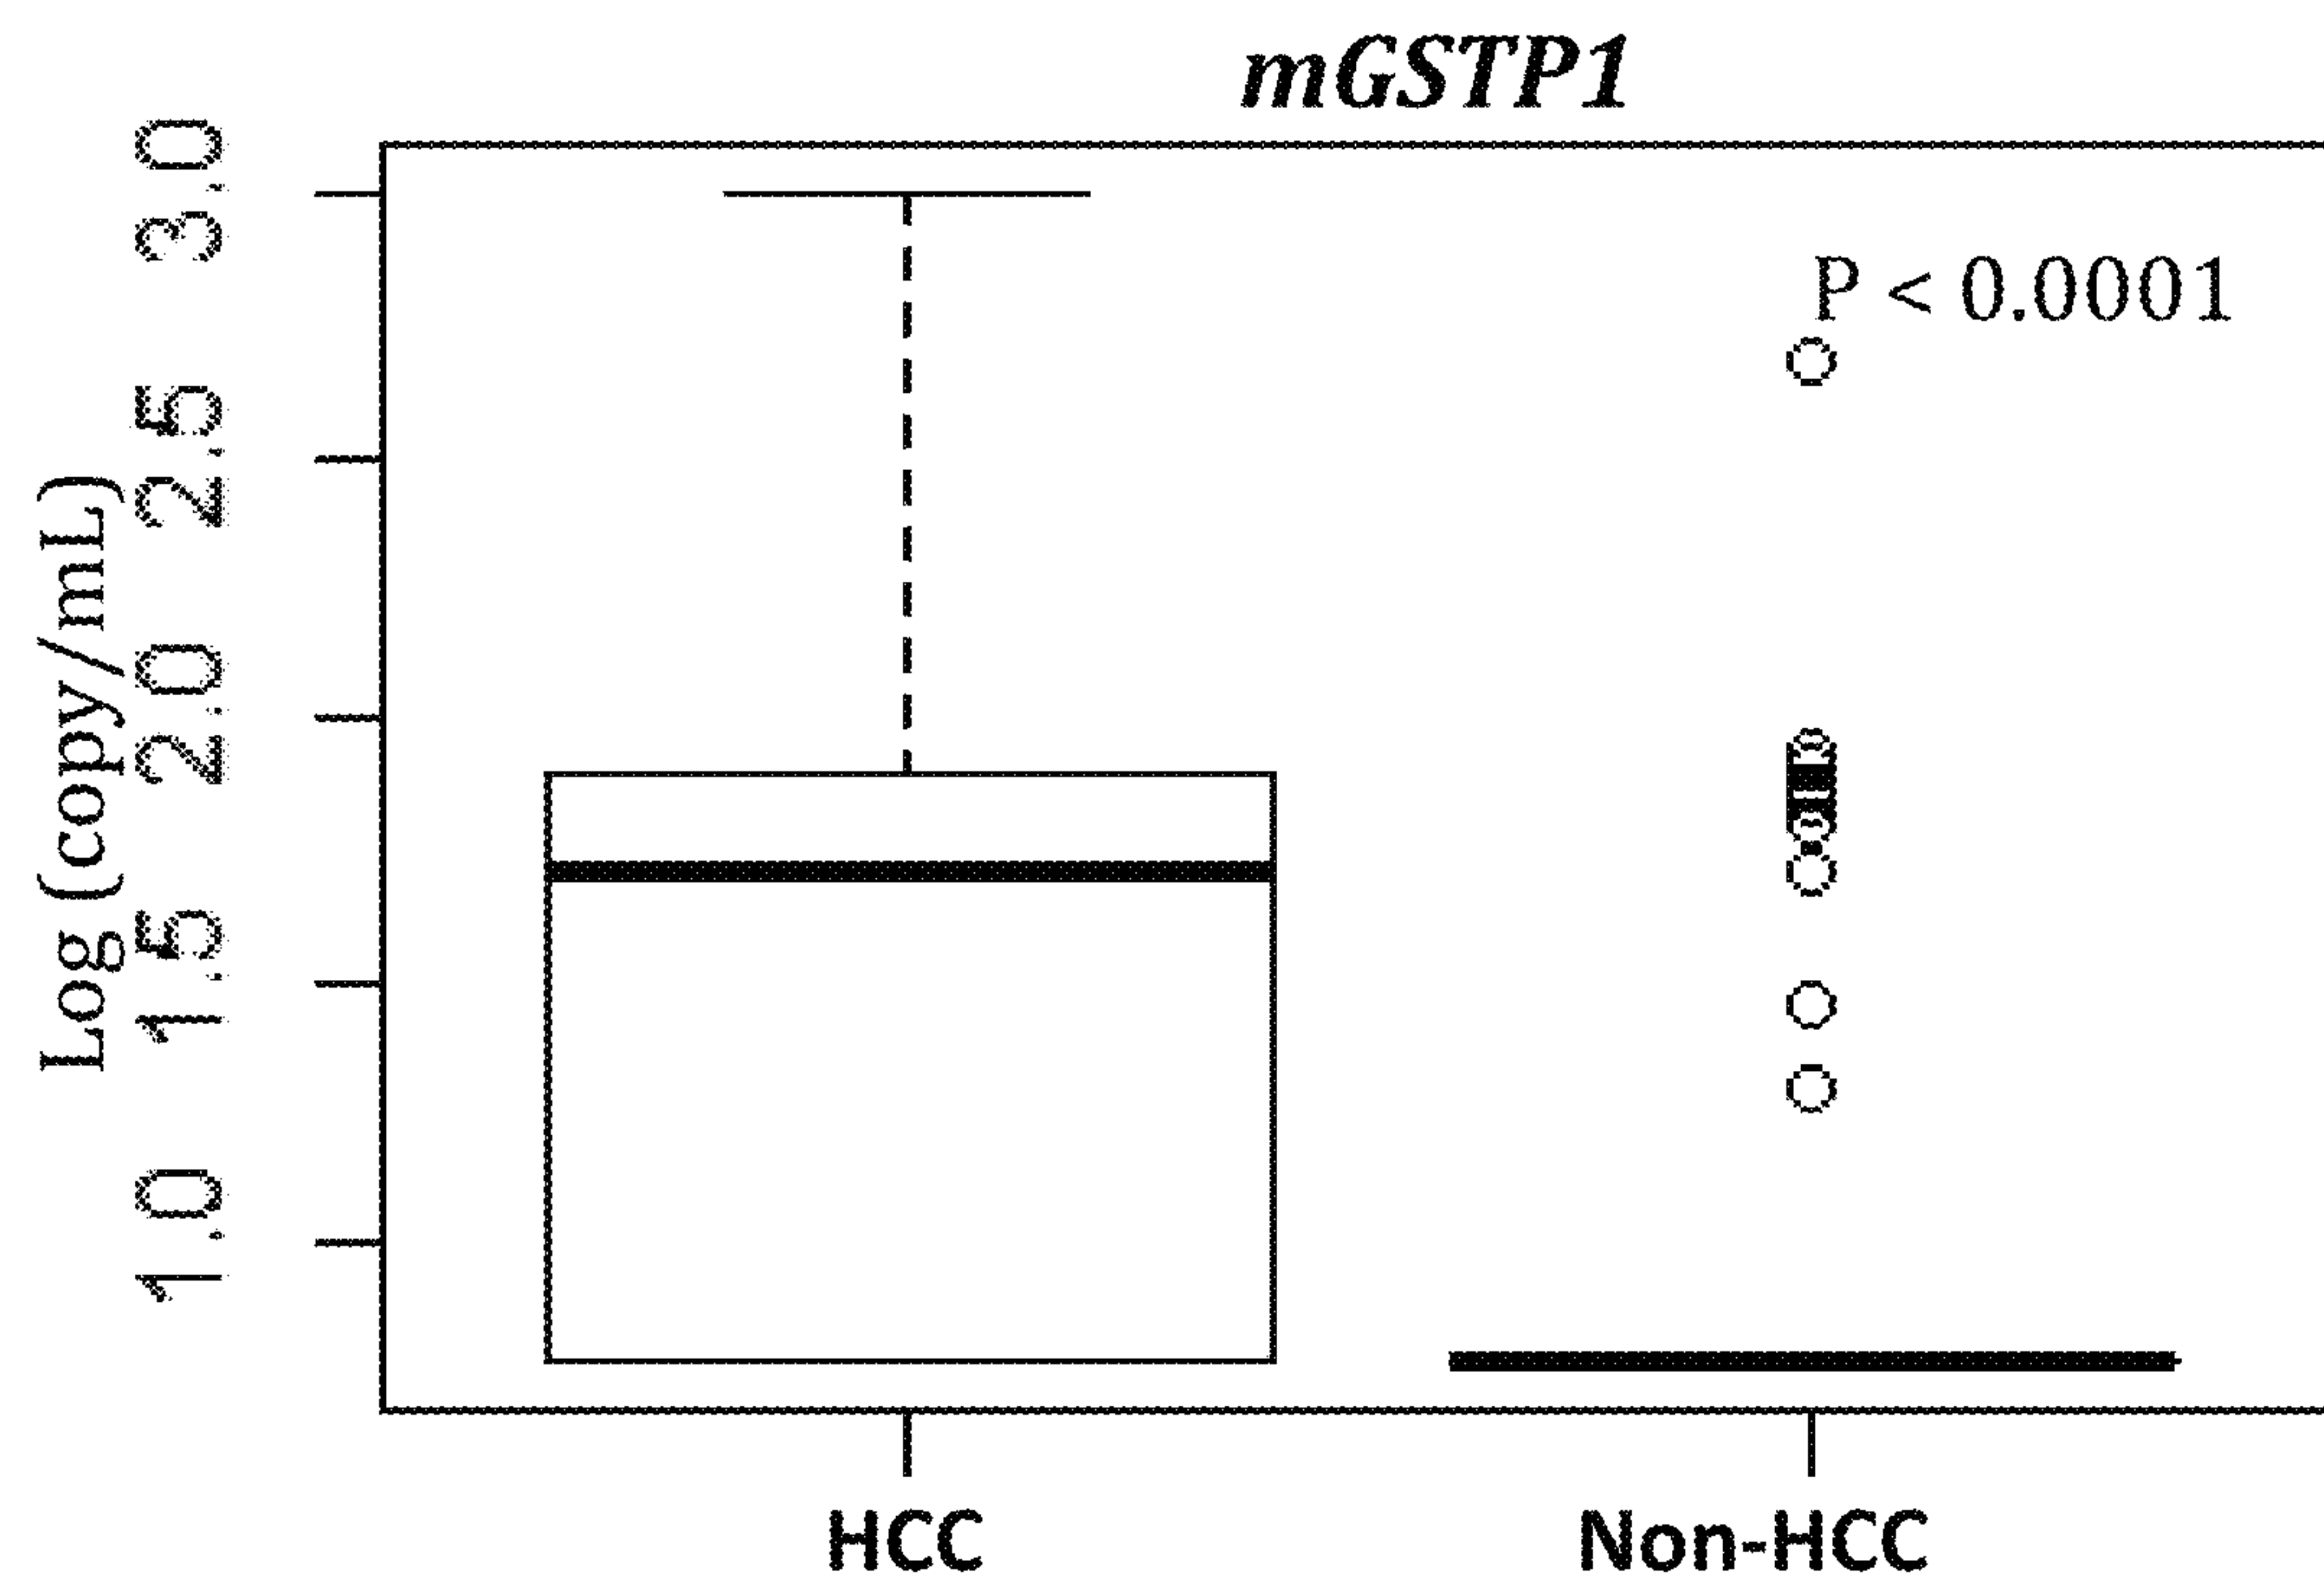 mGSTP1
P < 0.0001
Log (copy/mL)
3.0
2.5
2.0
1.5
1.0
HCC
Non-HCC